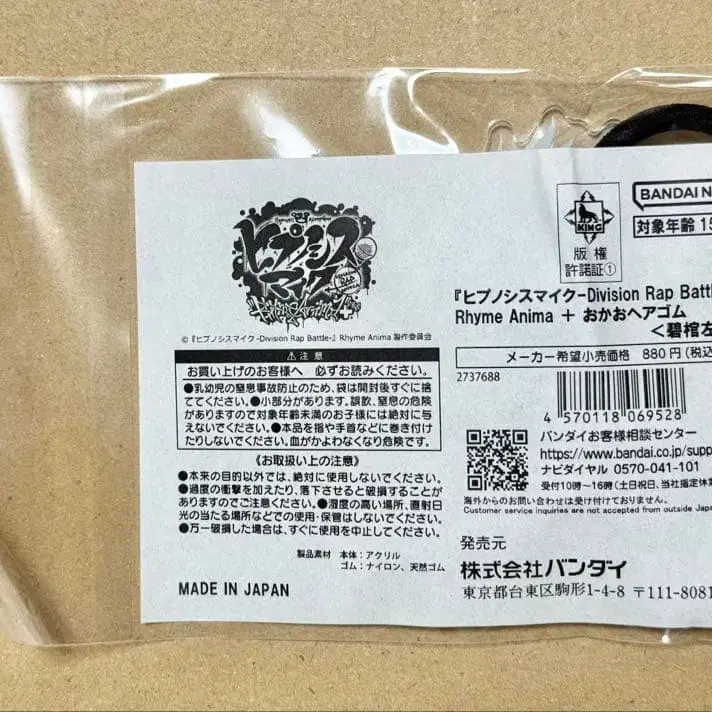 ヒプノシスマイク
DIVISION RAP BATTLE
Rhyme Anima
©『ヒプノシスマイク-Division Rap Battle-』Rhyme Anima 製作委員会
⚠注意
お買い上げのお客様へ 必ずお読みください。
●乳幼児の窒息事故防止のため、袋は開封後すぐに捨
ててください。●小部分があります。誤飲、窒息の危険
がありますので対象年齢未満のお子様には絶対に与
えないでください。●本品を指や手首などに巻き付け
たりしないでください。血がかよわなくなり危険です。
《お取扱い上の注意》
●本来の目的以外では、絶対に使用しないでください。
●過度の衝撃を加えたり、落下させると破損することが
ありますのでご注意ください。●湿度の高い場所、直射日
光の当たる場所などでの使用・保管はしないでください。
●万一破損した場合は、すぐに使用を中止してください。
製品素材 本体：アクリル
ゴム：ナイロン、天然ゴム
MADE IN JAPAN
KING
版権
許諾証①
BANDAI N
対象年齢 15
『ヒプノシスマイク-Division Rap Battl
Rhyme Anima ＋ おかおヘアゴム
＜碧棺左
メーカー希望小売価格 880円(税込
2737688
4 570118 069528
バンダイお客様相談センター
https://www.bandai.co.jp/supp
ナビダイヤル 0570-041-101
受付10時〜16時(土日祝日、当社指定休
海外からのお問い合わせは受け付けておりません。
Customer service inquiries are not accepted from outside Japa
発売元
株式会社バンダイ
東京都台東区駒形1-4-8 〒111-8081